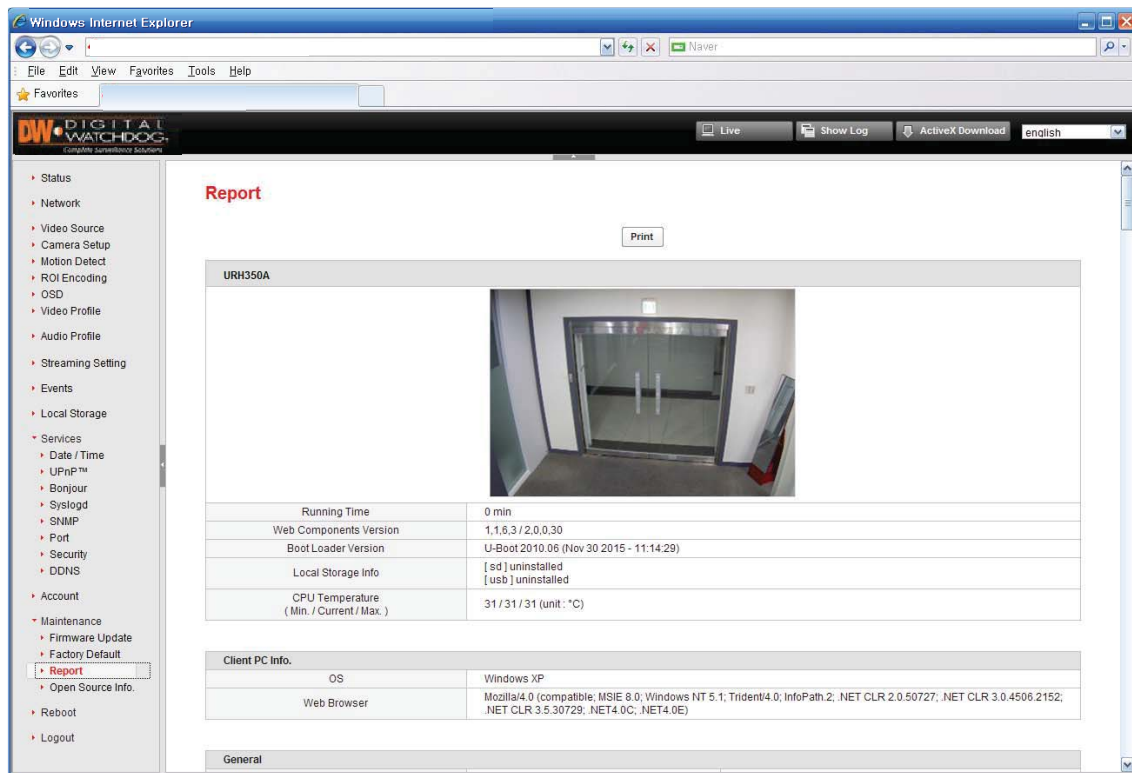 Windows Internet Explorer
Naver
File Edit View Favorites Tools Help
Favorites
DW DIGITAL
WATCHDOG
Complete Surveillance Solutions
Live Show Log ActiveX Download english
Status
Network
Video Source
Camera Setup
Motion Detect
ROI Encoding
OSD
Video Profile
Audio Profile
Streaming Setting
Events
Local Storage
Services
Date / Time
UPnP™
Bonjour
Syslogd
SNMP
Port
Security
DDNS
Account
Maintenance
Firmware Update
Factory Default
Report
Open Source Info.
Reboot
Logout
Report
Print
URH350A
Running Time 0 min
Web Components Version 1,1,6,3 / 2,0,0,30
Boot Loader Version U-Boot 2010.06 (Nov 30 2015 - 11:14:29)
Local Storage Info [ sd ] uninstalled
[ usb ] uninstalled
CPU Temperature
( Min. / Current / Max. ) 31 / 31 / 31 (unit : °C)
Client PC Info.
OS Windows XP
Web Browser Mozilla/4.0 (compatible; MSIE 8.0; Windows NT 5.1; Trident/4.0; InfoPath.2; .NET CLR 2.0.50727; .NET CLR 3.0.4506.2152;
.NET CLR 3.5.30729; .NET4.0C; .NET4.0E)
General